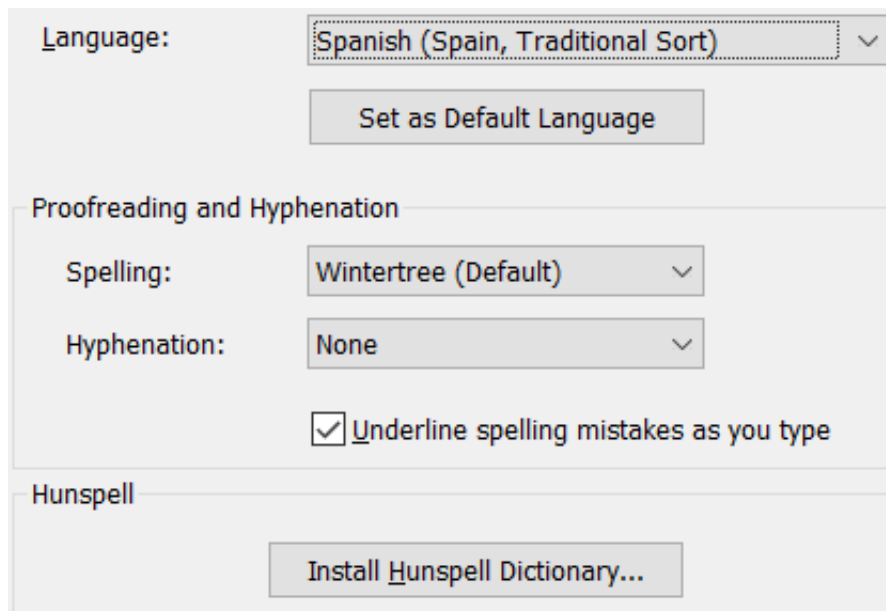 Language: Spanish (Spain, Traditional Sort)
Set as Default Language
Proofreading and Hyphenation
Spelling: Wintertree (Default)
Hyphenation: None
Underline spelling mistakes as you type
Hunspell
Install Hunspell Dictionary...